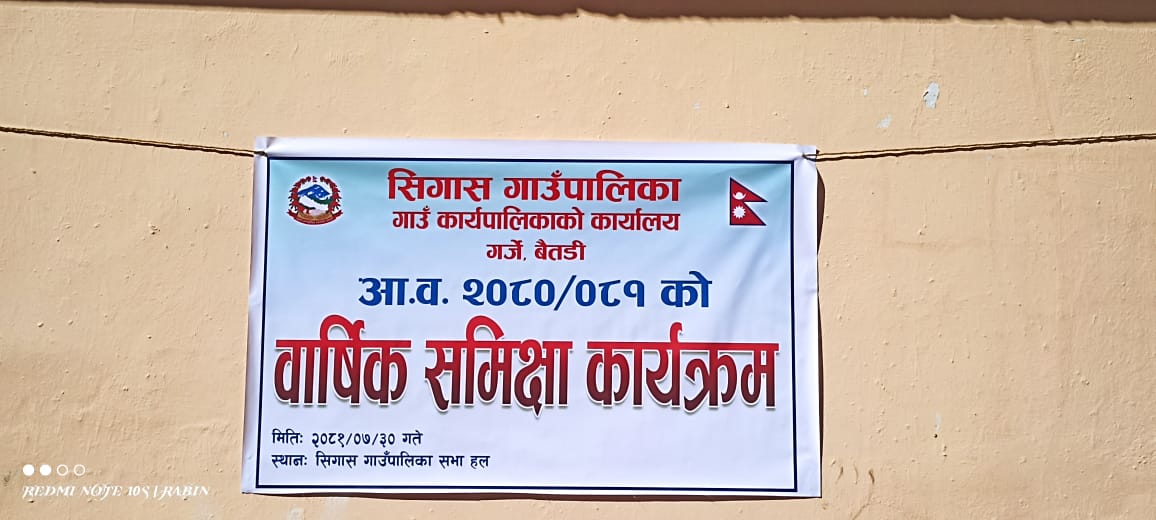 सिगास गाउँपालिका
गाउँ कार्यपालिकाको कार्यालय
गर्जे, बैतडी
आ.व. २०८०/०८१ को
वार्षिक समिक्षा कार्यक्रम
मितिः २०८१/०७/३० गते
स्थानः सिगास गाउँपालिका सभा हल
REDMI NOTE 10S | RABIN